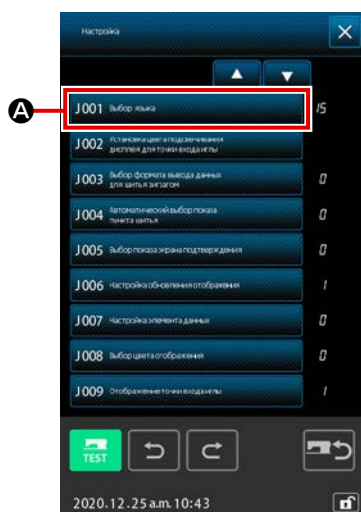 Настройка
A
J001 Выбор языка 15
J002 Установка цвета подсвечивания
дисплея для точки входа иглы
J003 Выбор формата вывода данных
для шитья зигзагом 0
J004 Автоматический выбор показа
пункта шитья 0
J005 Выбор показа экрана подтверждения 0
J006 Настройка обновления отображения 1
J007 Настройка элемента данных 0
J008 Выбор цвета отображения 0
J009 Отображение точки входа иглы 1
TEST
2020.12.25 a.m. 10:43